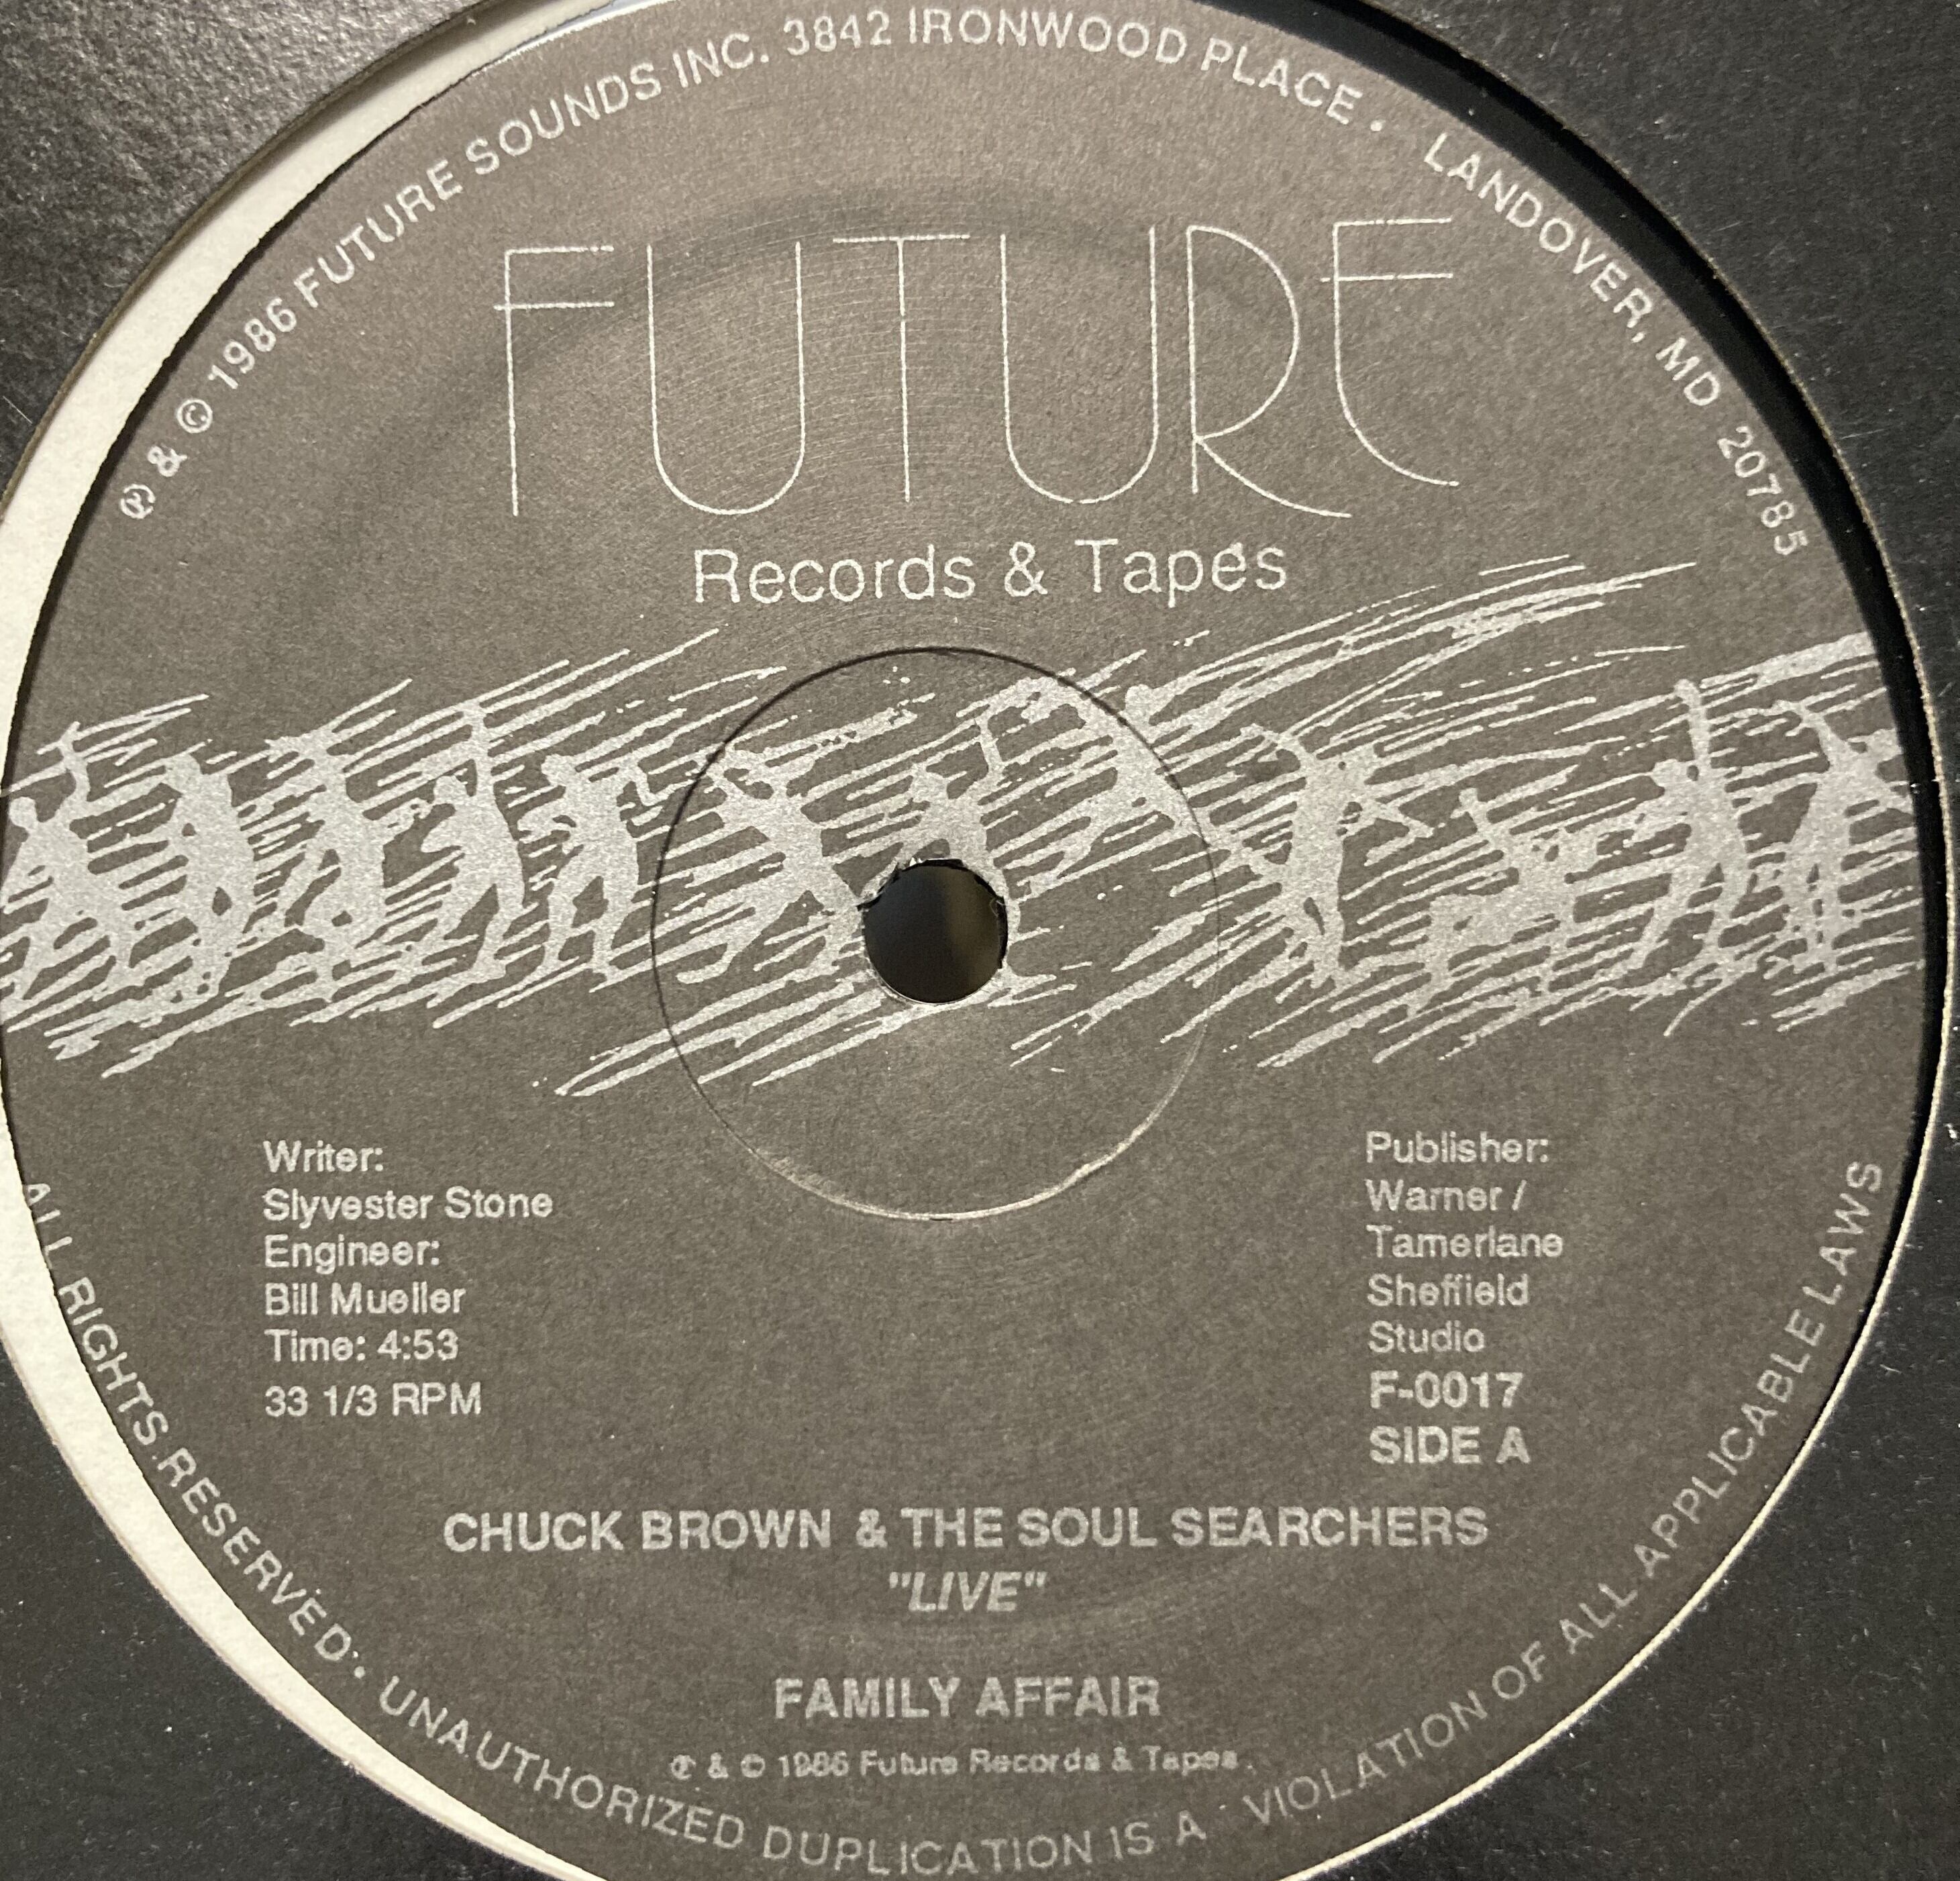 ℗ & © 1986 FUTURE SOUNDS INC. 3842 IRONWOOD PLACE . LANDOVER, MD 20785
FUTURE
Records & Tapes
Writer:
Slyvester Stone
Engineer:
Bill Mueller
Time: 4:53
33 1/3 RPM
Publisher:
Warner /
Tamerlane
Sheffield
Studio
F-0017
SIDE A
CHUCK BROWN & THE SOUL SEARCHERS
"LIVE"
FAMILY AFFAIR
℗ & © 1986 Future Records & Tapes.
ALL RIGHTS RESERVED. UNAUTHORIZED DUPLICATION IS A VIOLATION OF ALL APPLICABLE LAWS